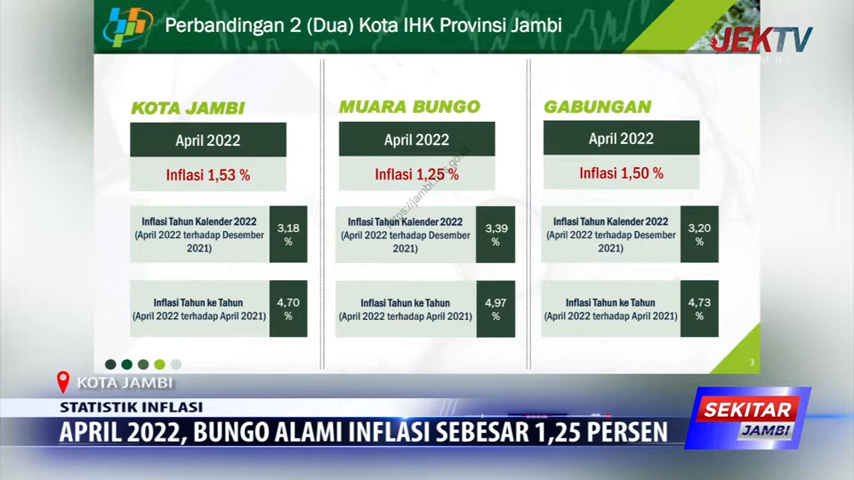 Perbandingan 2 (Dua) Kota IHK Provinsi Jambi
JEKTV
JAMBI
KOTA JAMBI
April 2022
Inflasi 1,53 %
Inflasi Tahun Kalender 2022
(April 2022 terhadap Desember
2021)
3,18
%
Inflasi Tahun ke Tahun
(April 2022 terhadap April 2021)
4,70
%
MUARA BUNGO
April 2022
Inflasi 1,25 %
Inflasi Tahun Kalender 2022
(April 2022 terhadap Desember
2021)
3,39
%
Inflasi Tahun ke Tahun
(April 2022 terhadap April 2021)
4,97
%
GABUNGAN
April 2022
Inflasi 1,50 %
Inflasi Tahun Kalender 2022
(April 2022 terhadap Desember
2021)
3,20
%
Inflasi Tahun ke Tahun
(April 2022 terhadap April 2021)
4,73
%
3
KOTA JAMBI
STATISTIK INFLASI
APRIL 2022, BUNGO ALAMI INFLASI SEBESAR 1,25 PERSEN
SEKITAR
JAMBI